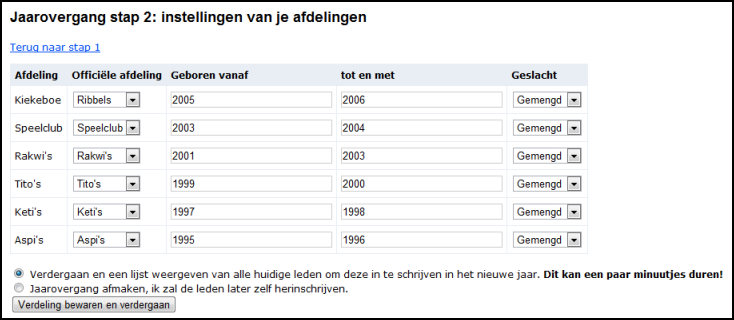 Jaarovergang stap 2: instellingen van je afdelingen
Terug naar stap 1
Afdeling Officiële afdeling Geboren vanaf tot en met Geslacht
Kiekeboe Ribbels 2005 2006 Gemengd
Speelclub Speelclub 2003 2004 Gemengd
Rakwi's Rakwi's 2001 2003 Gemengd
Tito's Tito's 1999 2000 Gemengd
Keti's Keti's 1997 1998 Gemengd
Aspi's Aspi's 1995 1996 Gemengd
Verdergaan en een lijst weergeven van alle huidige leden om deze in te schrijven in het nieuwe jaar. Dit kan een paar minuutjes duren!
Jaarovergang afmaken, ik zal de leden later zelf herinschrijven.
Verdeling bewaren en verdergaan